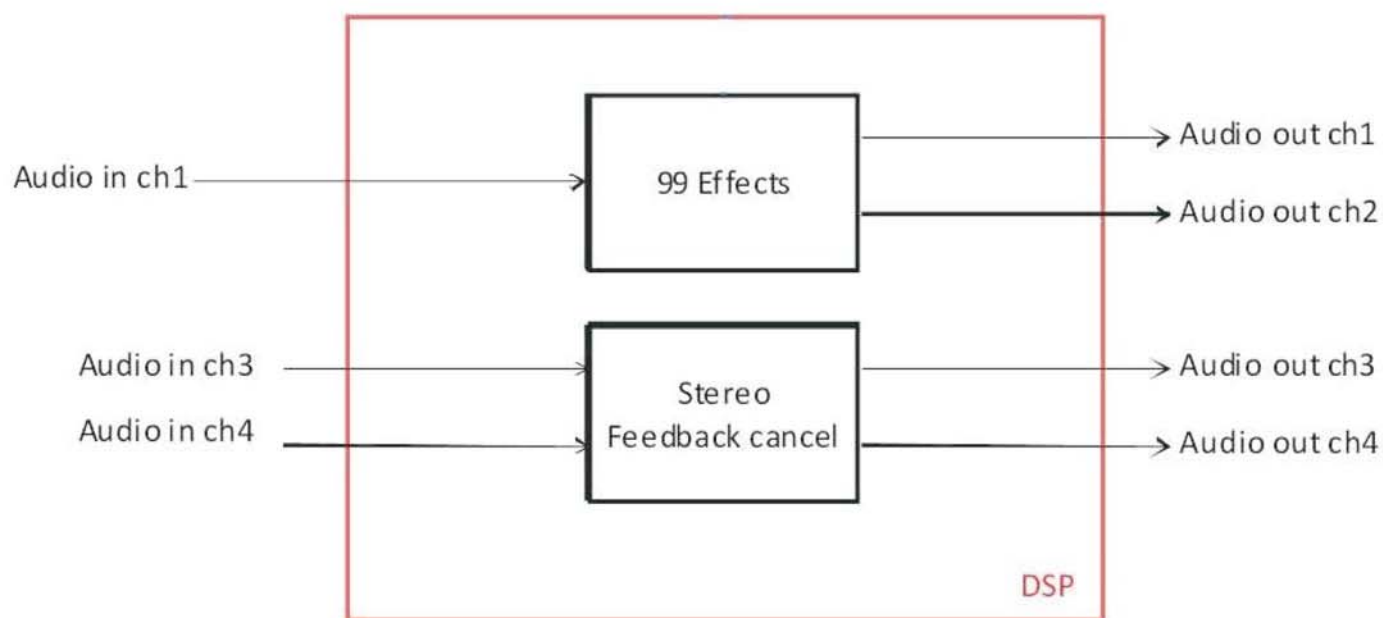 Audio out ch1
Audio in ch1
99 Effects
Audio out ch2
Audio in ch3
Audio out ch3
Stereo
Audio in ch4
Feedback cancel
Audio out ch4
DSP